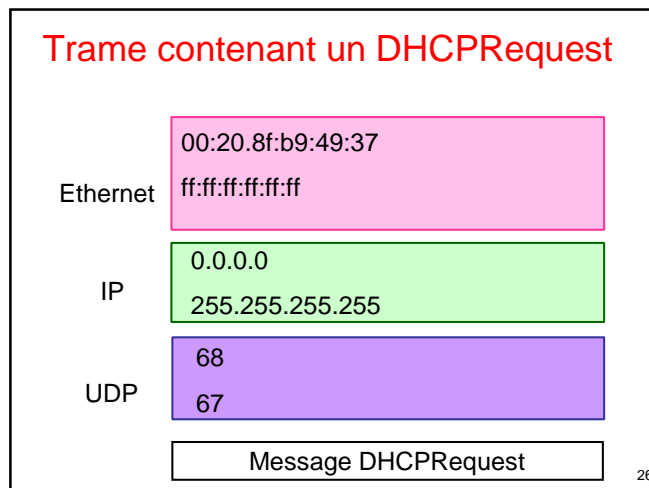 Trame contenant un DHCPRequest
00:20.8f:b9:49:37
Ethernet
ff:ff:ff:ff:ff:ff
0.0.0.0
IP
255.255.255.255
68
UDP
67
Message DHCPRequest
26